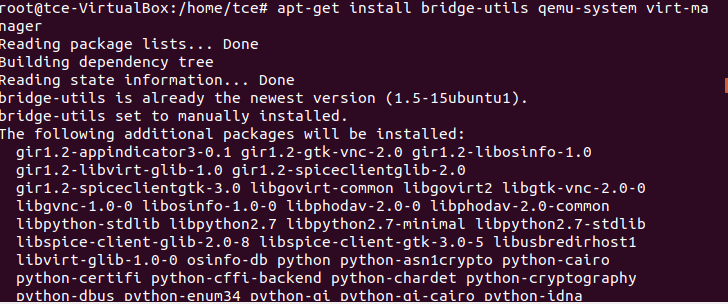 root@tce-VirtualBox:/home/tce# apt-get install bridge-utils qemu-system virt-ma
nager
Reading package lists... Done
Building dependency tree
Reading state information... Done
bridge-utils is already the newest version (1.5-15ubuntu1).
bridge-utils set to manually installed.
The following additional packages will be installed:
  gir1.2-appindicator3-0.1 gir1.2-gtk-vnc-2.0 gir1.2-libosinfo-1.0
  gir1.2-libvirt-glib-1.0 gir1.2-spiceclientglib-2.0
  gir1.2-spiceclientgtk-3.0 libgovirt-common libgovirt2 libgtk-vnc-2.0-0
  libgvnc-1.0-0 libosinfo-1.0-0 libphodav-2.0-0 libphodav-2.0-common
  libpython-stdlib libpython2.7 libpython2.7-minimal libpython2.7-stdlib
  libspice-client-glib-2.0-8 libspice-client-gtk-3.0-5 libusbredirhost1
  libvirt-glib-1.0-0 osinfo-db python python-asn1crypto python-cairo
  python-certifi python-cffi-backend python-chardet python-cryptography
  python-dbus python-enum34 python-gi python-gi-cairo python-idna